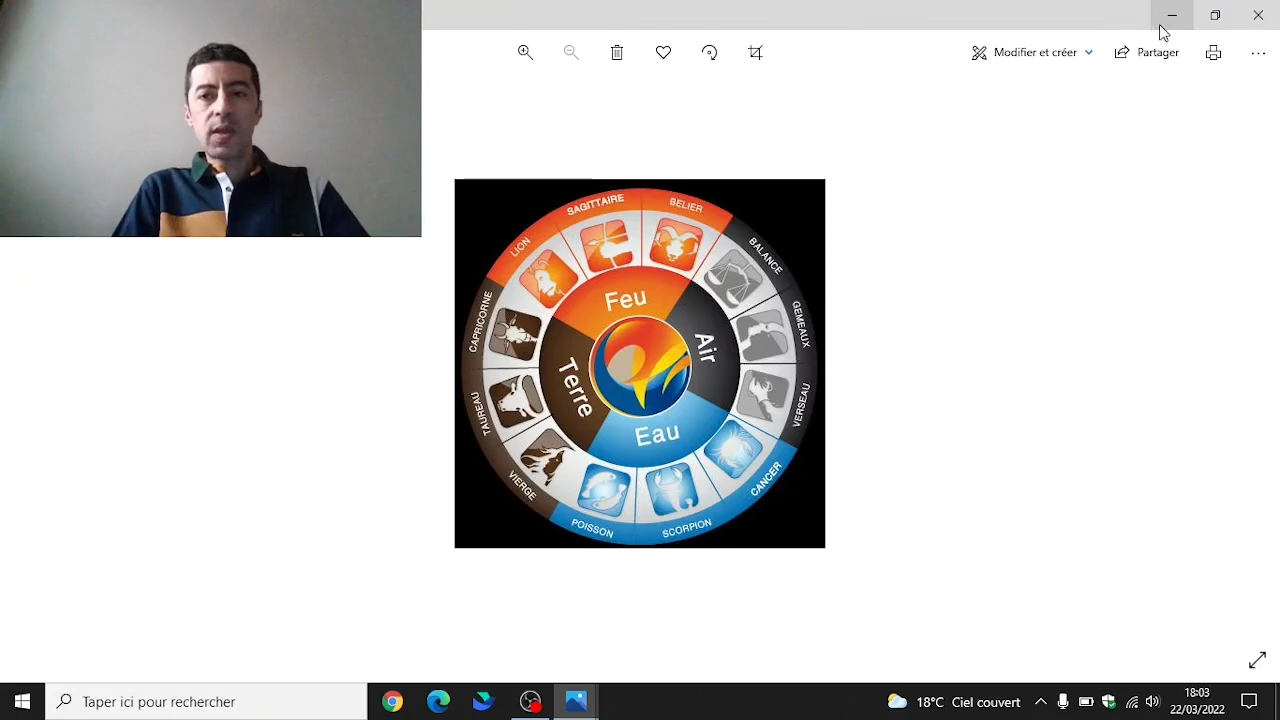 Modifier et créer
Partager
SAGITTAIRE
BELIER
LION
BALANCE
Feu
CAPRICORNE
GEMEAUX
Air
Terre
TAUREAU
VERSEAU
Eau
VIERGE
CANCER
POISSON
SCORPION
Taper ici pour rechercher
18°C Ciel couvert
18:03
22/03/2022